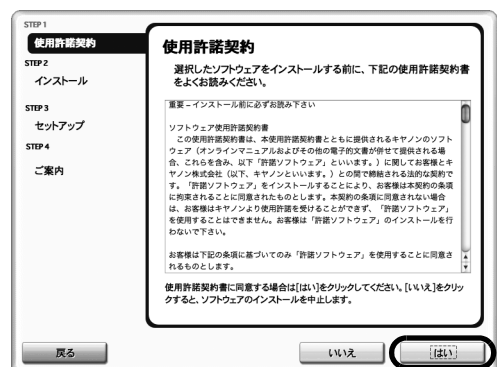 STEP 1
使用許諾契約
STEP 2
インストール
STEP 3
セットアップ
STEP 4
ご案内
使用許諾契約
選択したソフトウェアをインストールする前に、下記の使用許諾契約書
をよくお読みください。
重要 – インストール前に必ずお読み下さい
ソフトウェア使用許諾契約書
この使用許諾契約書は、本使用許諾契約書とともに提供されるキヤノンのソフト
ウェア（オンラインマニュアルおよびその他の電子的文書が併せて提供される場
合、これらを含み、以下「許諾ソフトウェア」といいます。）に関してお客様とキ
ヤノン株式会社（以下、キヤノンといいます。）との間で締結される法的な契約で
す。「許諾ソフトウェア」をインストールすることにより、お客様は本契約の条項
に拘束されることに同意されたものとします。本契約の条項に同意されない場合
は、お客様はキヤノンより使用許諾を受けることができず、「許諾ソフトウェア」
を使用することはできません。お客様は「許諾ソフトウェア」のインストールを行
わないで下さい。
お客様は下記の条項に基づいてのみ「許諾ソフトウェア」を使用することに同意さ
れるものとします。
使用許諾契約書に同意する場合は[はい]をクリックしてください。[いいえ]をクリッ
クすると、ソフトウェアのインストールを中止します。
戻る
いいえ
はい